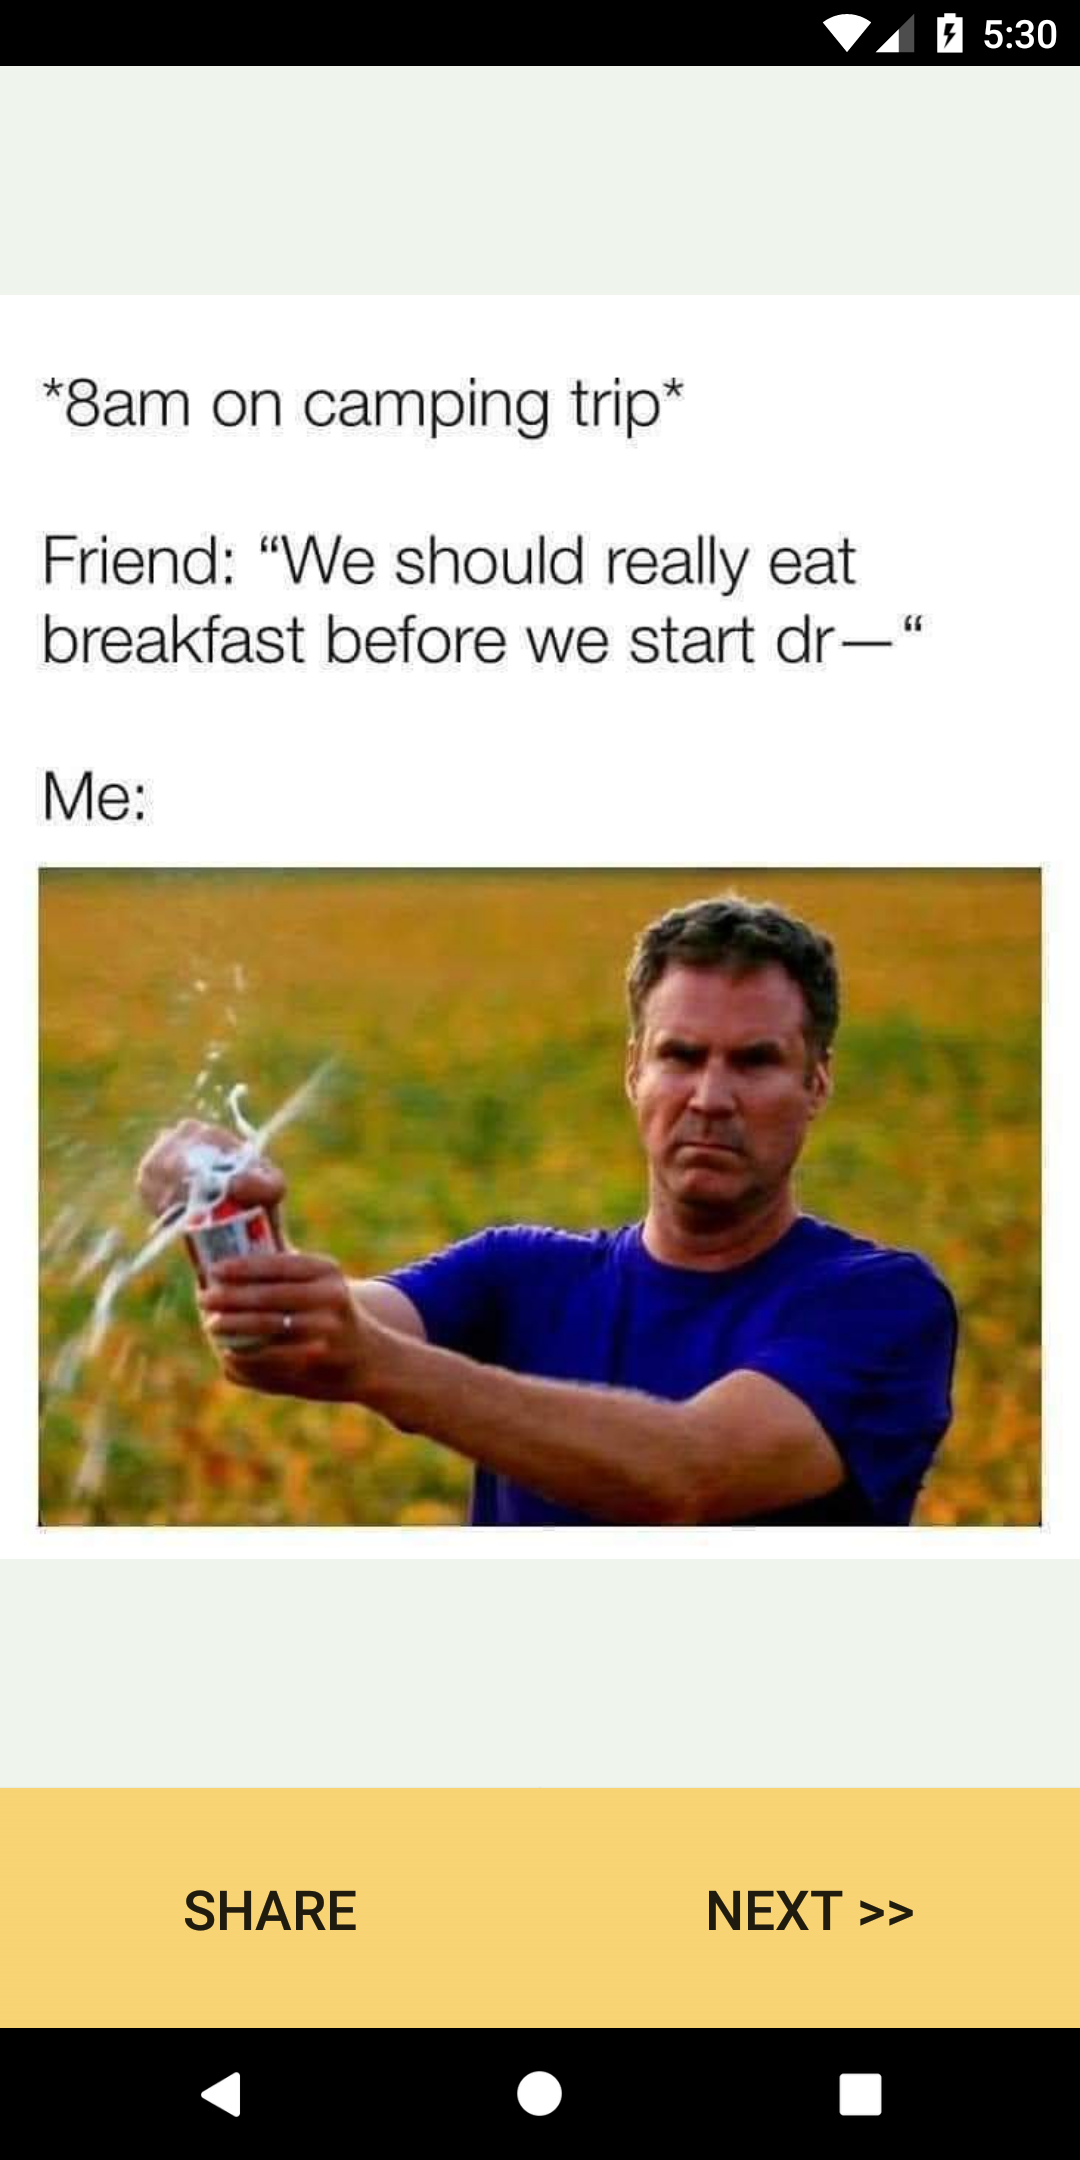 5:30
*8am on camping trip*
Friend: “We should really eat
breakfast before we start dr—“
Me:
SHARE
NEXT >>